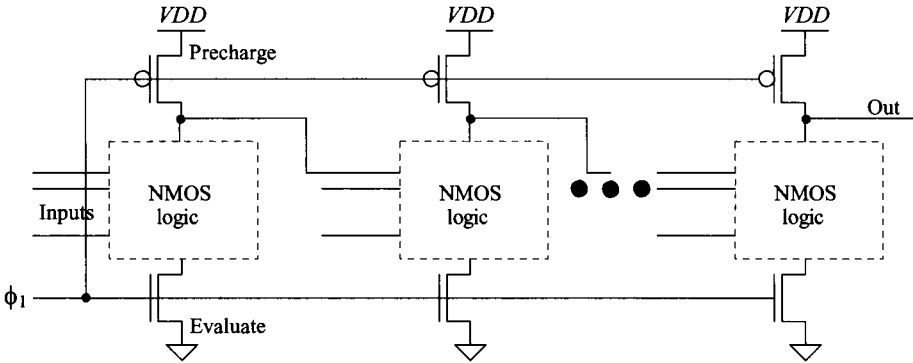 VDD VDD VDD
Precharge
Out
NMOS
logic
NMOS
logic
NMOS
logic
Inputs
ϕ1
Evaluate